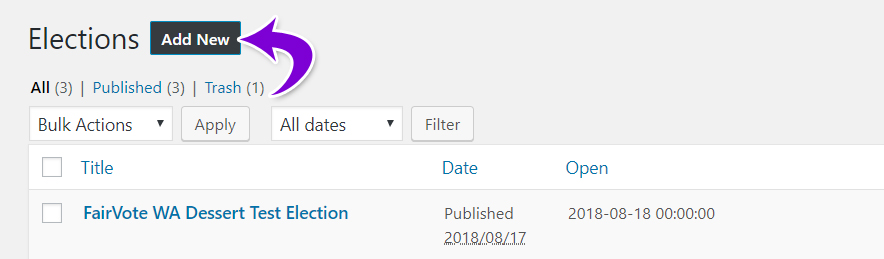 Elections Add New
All (3) | Published (3) | Trash (1)
Bulk Actions Apply All dates Filter
Title Date Open
FairVote WA Dessert Test Election Published 2018-08-18 00:00:00
2018/08/17